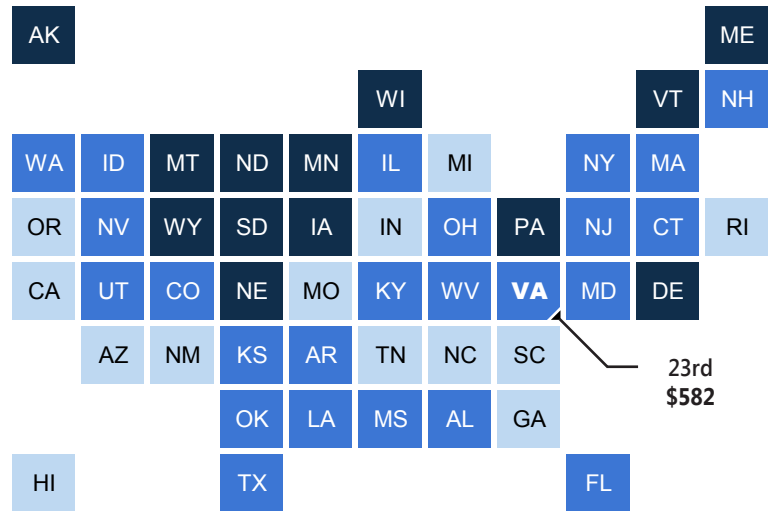 AK ME
WI VT NH
WA ID MT ND MN IL MI NY MA
OR NV WY SD IA IN OH PA NJ CT RI
CA UT CO NE MO KY WV VA MD DE
AZ NM KS AR TN NC SC
23rd
$582
OK LA MS AL GA
HI TX FL